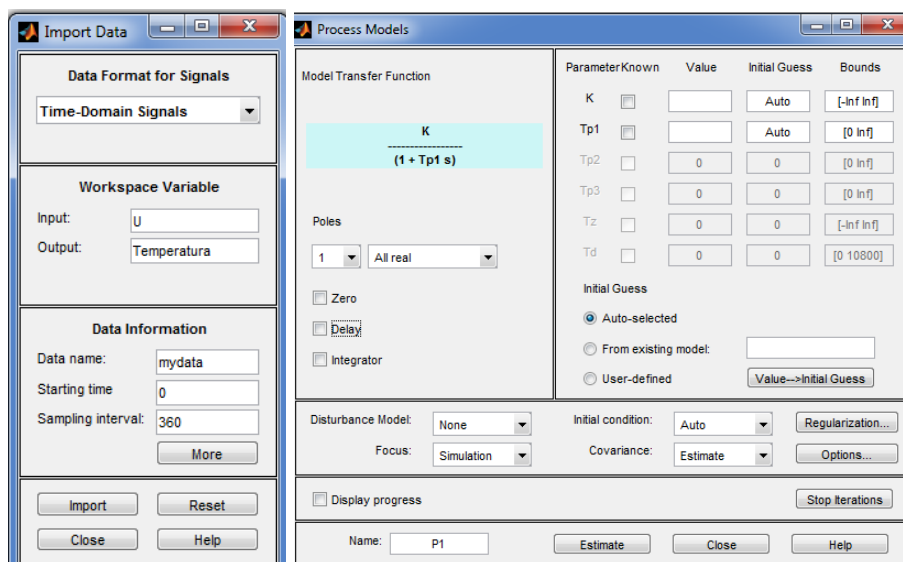 Import Data
Data Format for Signals
Time-Domain Signals
Workspace Variable
Input: U
Output: Temperatura
Data Information
Data name: mydata
Starting time 0
Sampling interval: 360
More
Import Reset
Close Help
Process Models
Model Transfer Function
K
-----------------
(1 + Tp1 s)
Poles
1 All real
Zero
Delay
Integrator
Parameter Known Value Initial Guess Bounds
K Auto [-Inf Inf]
Tp1 Auto [0 Inf]
Tp2 0 0 [0 Inf]
Tp3 0 0 [0 Inf]
Tz 0 0 [-Inf Inf]
Td 0 0 [0 10800]
Initial Guess
Auto-selected
From existing model:
User-defined Value-->Initial Guess
Disturbance Model: None Initial condition: Auto Regularization...
Focus: Simulation Covariance: Estimate Options...
Display progress Stop Iterations
Name: P1 Estimate Close Help